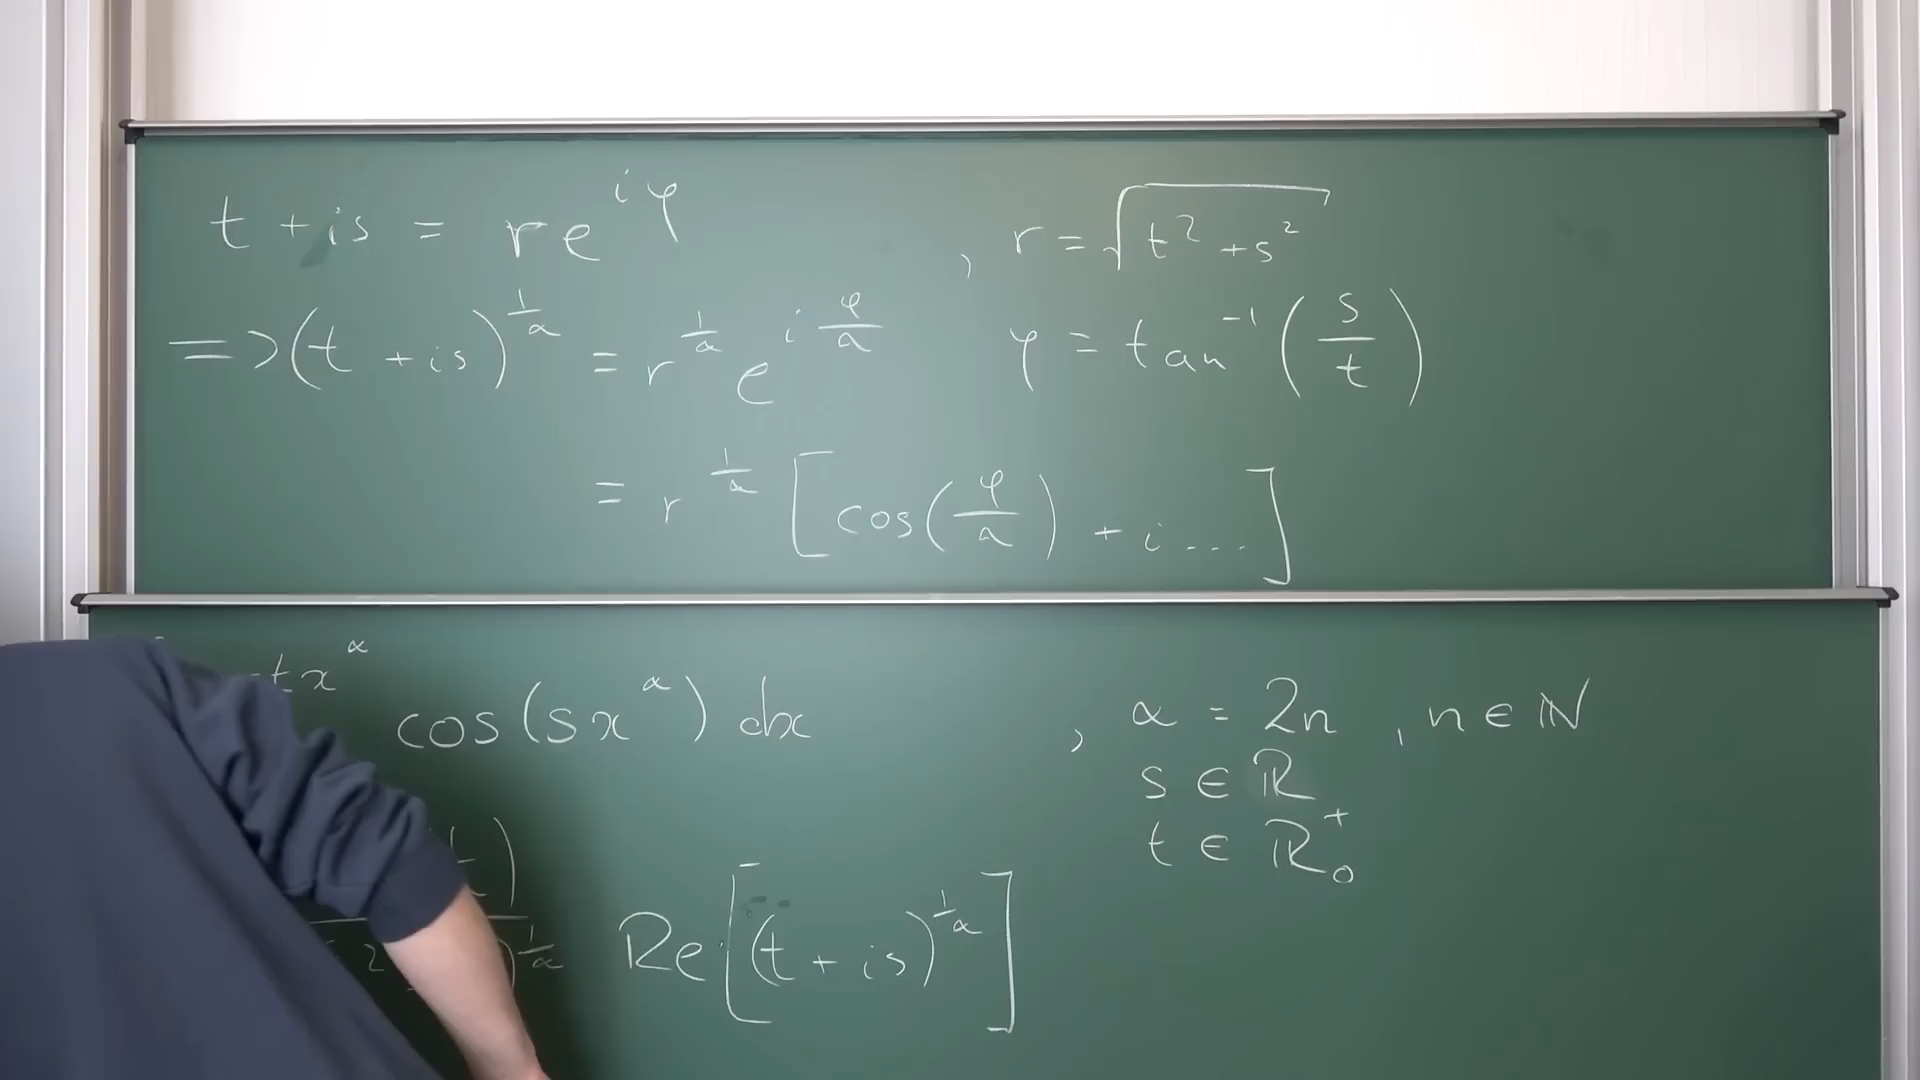 t + is = re^{iφ} , r = √(t² + s²)
=> (t + is)^{1/α} = r^{1/α} e^{i φ/α} φ = tan⁻¹(s/t)
= r^{1/α} [cos(φ/α) + i ...]
tx^α cos(sx^α) dx , α = 2n , n ∈ ℕ
s ∈ ℝ
t ∈ ℝ₀⁺
)^{1/α} Re[(t + is)^{1/α}]